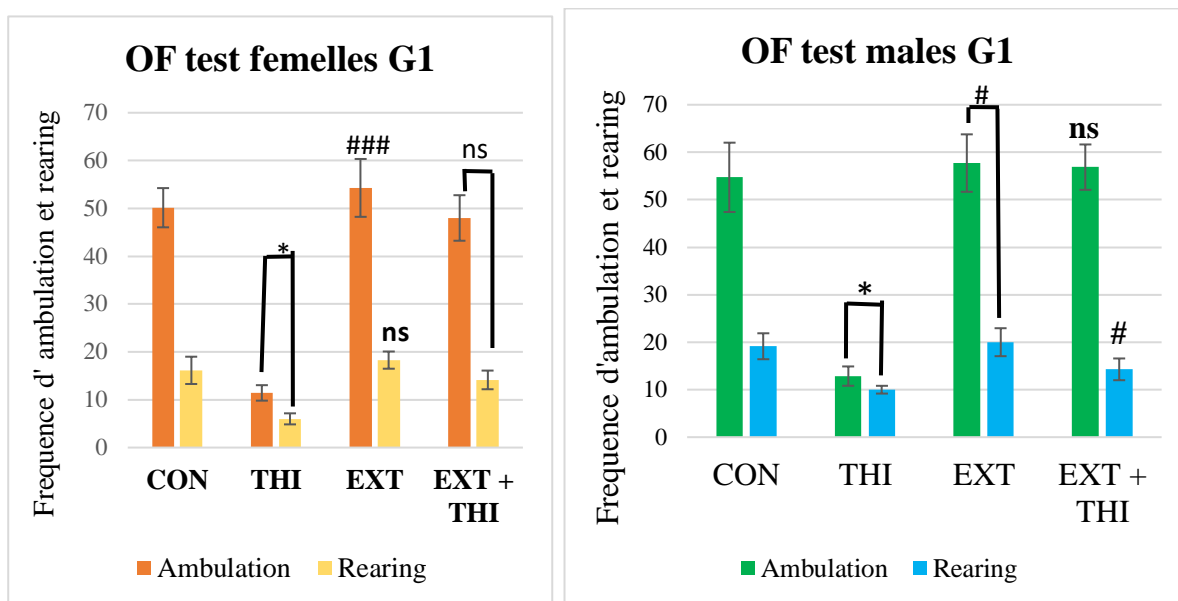 OF test femelles G1
Frequence d' ambulation et rearing
70
60
50
40
30
20
10
0
###
ns
*
ns
CON
THI
EXT
EXT +
THI
Ambulation
Rearing
OF test males G1
Frequence d'ambulation et rearing
70
60
50
40
30
20
10
0
#
ns
*
#
CON
THI
EXT
EXT +
THI
Ambulation
Rearing